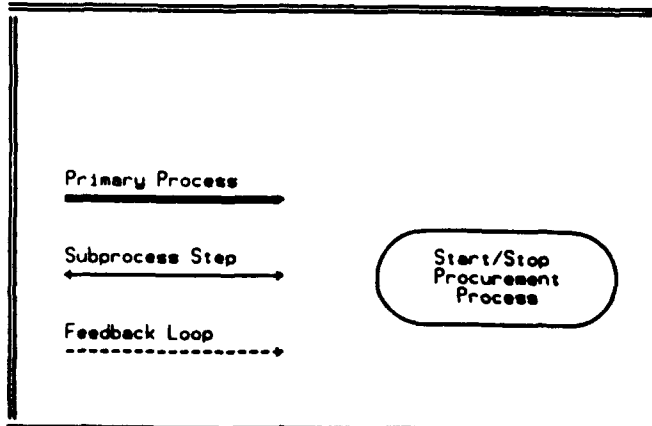 Primary Process
Subprocess Step
Feedback Loop
Start/Stop
Procurement
Process